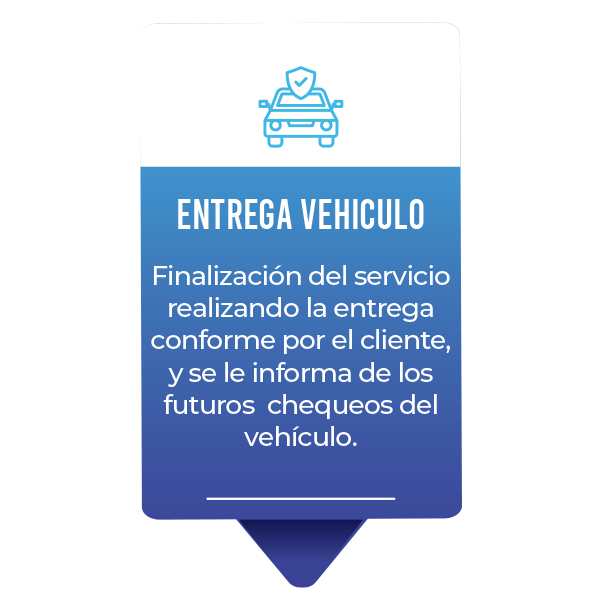 ENTREGA VEHICULO
Finalización del servicio
realizando la entrega
conforme por el cliente,
y se le informa de los
futuros  chequeos del
vehículo.